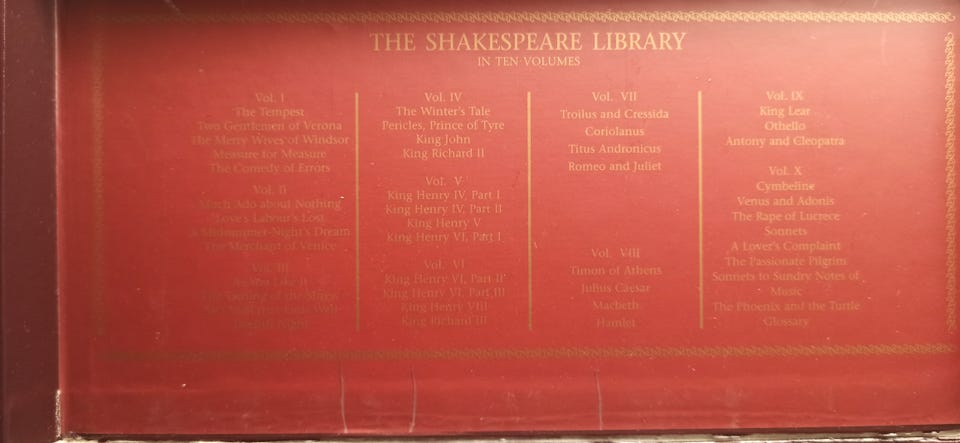 THE SHAKESPEARE LIBRARY
IN TEN VOLUMES
Vol. I
The Tempest
Two Gentlemen of Verona
The Merry Wives of Windsor
Measure for Measure
The Comedy of Errors
Vol. II
Much Ado about Nothing
Love's Labour's Lost
A Midsummer-Night's Dream
The Merchant of Venice
Vol. III
As You Like It
The Taming of the Shrew
All's Well that Ends Well
Twelfth Night
Vol. IV
The Winter's Tale
Pericles, Prince of Tyre
King John
King Richard II
Vol. V
King Henry IV, Part I
King Henry IV, Part II
King Henry V
King Henry VI, Part I
Vol. VI
King Henry VI, Part II
King Henry VI, Part III
King Henry VIII
King Richard III
Vol. VII
Troilus and Cressida
Coriolanus
Titus Andronicus
Romeo and Juliet
Vol. VIII
Timon of Athens
Julius Caesar
Macbeth
Hamlet
Vol. IX
King Lear
Othello
Antony and Cleopatra
Vol. X
Cymbeline
Venus and Adonis
The Rape of Lucrece
Sonnets
A Lover's Complaint
The Passionate Pilgrim
Sonnets to Sundry Notes of
Music
The Phoenix and the Turtle
Glossary